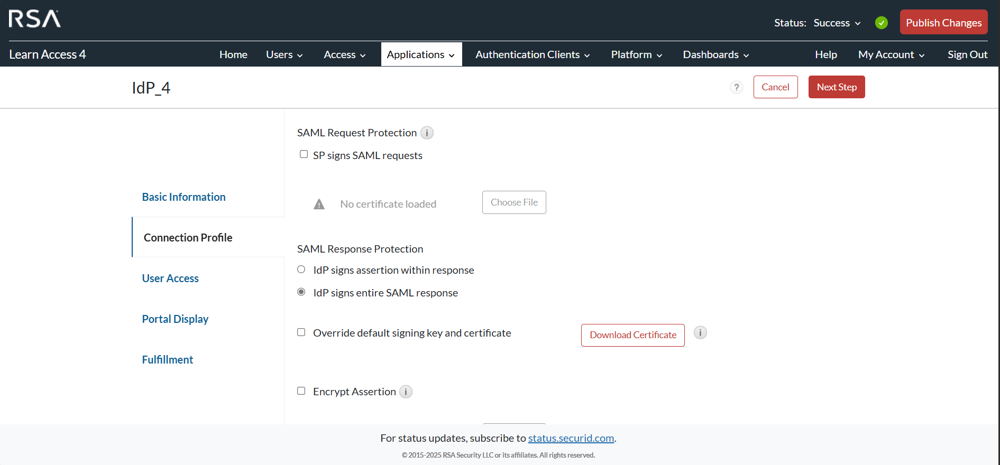 RSA
Status: Success
Publish Changes
Learn Access 4
Home
Users
Access
Applications
Authentication Clients
Platform
Dashboards
Help
My Account
Sign Out
IdP_4
?
Cancel
Next Step
Basic Information
Connection Profile
User Access
Portal Display
Fulfillment
SAML Request Protection i
SP signs SAML requests
No certificate loaded
Choose File
SAML Response Protection
IdP signs assertion within response
IdP signs entire SAML response
Override default signing key and certificate
Download Certificate
i
Encrypt Assertion i
For status updates, subscribe to status.securid.com.
© 2015-2025 RSA Security LLC or its affiliates. All rights reserved.